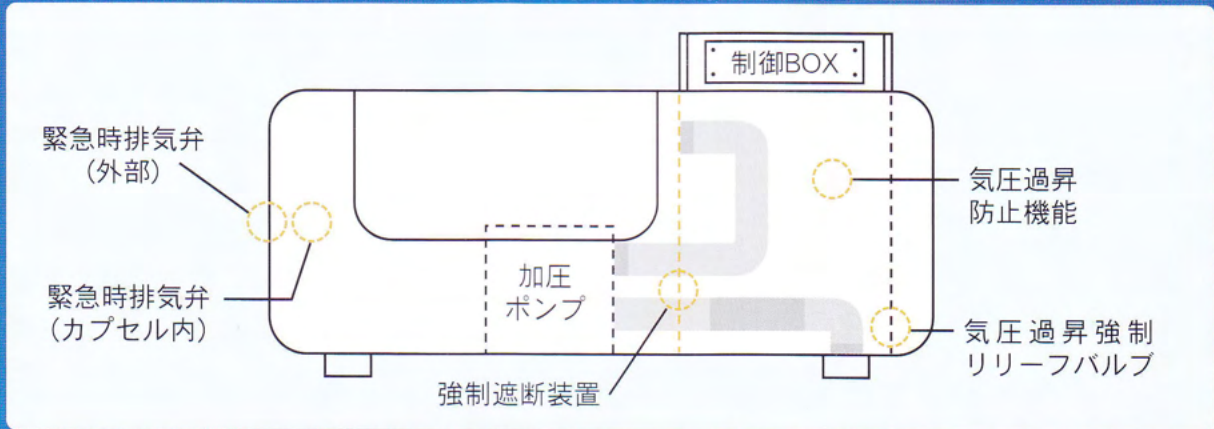 制御BOX
緊急時排気弁
（外部）
気圧過昇
防止機能
加圧
ポンプ
緊急時排気弁
（カプセル内）
気圧過昇強制
リリーフバルブ
強制遮断装置